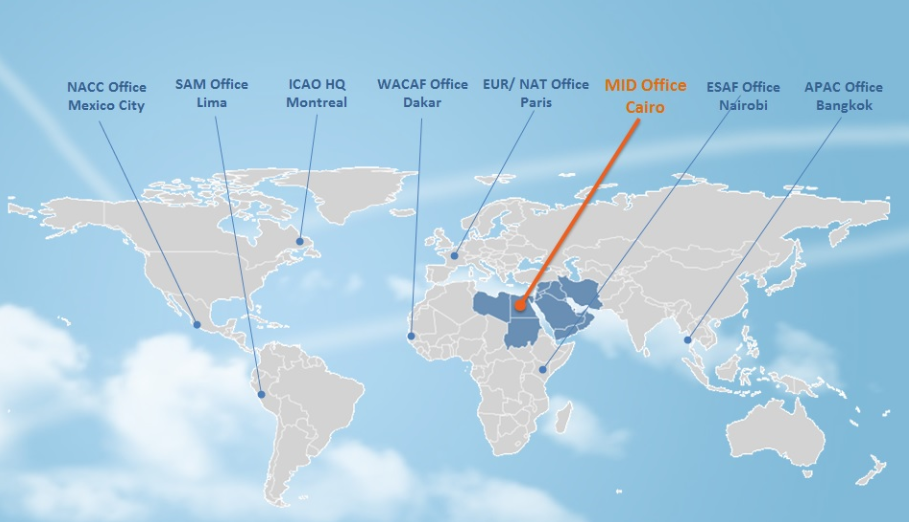 NACC Office
Mexico City
SAM Office
Lima
ICAO HQ
Montreal
WACAF Office
Dakar
EUR/ NAT Office
Paris
MID Office
Cairo
ESAF Office
Nairobi
APAC Office
Bangkok